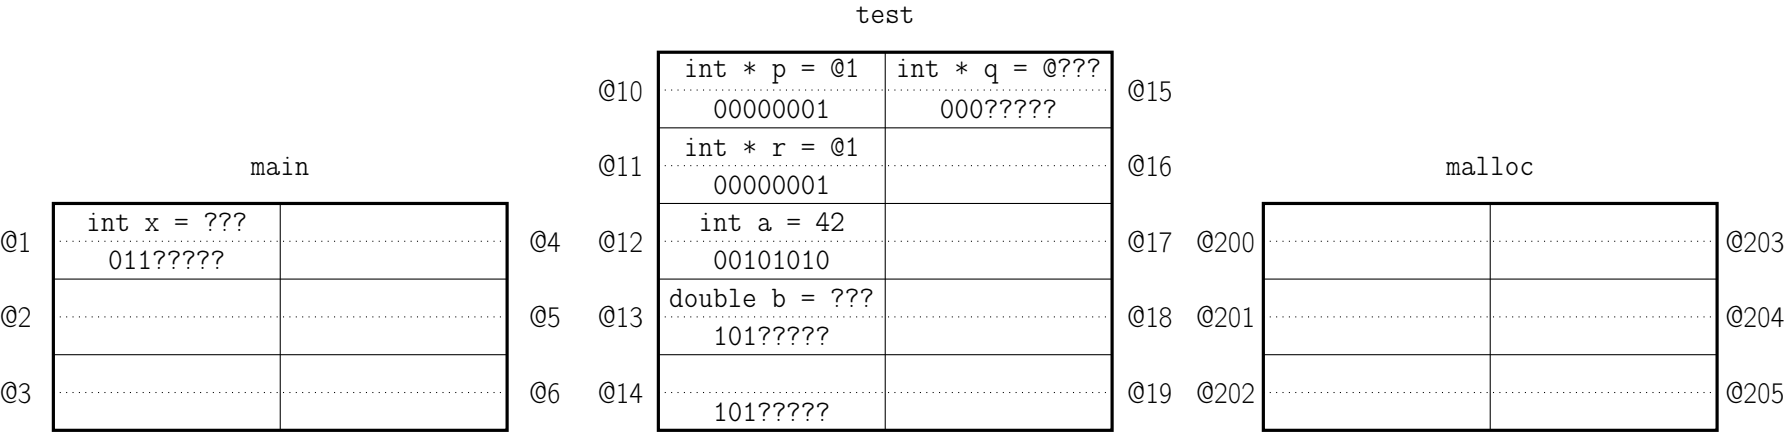 test
@10 int * p = @1 int * q = @??? @15
00000001 000?????
@11 int * r = @1 @16
00000001
main
malloc
@1 int x = ??? @4
011?????
@12 int a = 42 @17
00101010
@200 @203
@2 @5
@13 double b = ??? @18
101?????
@201 @204
@3 @6
@14 @19
101?????
@202 @205